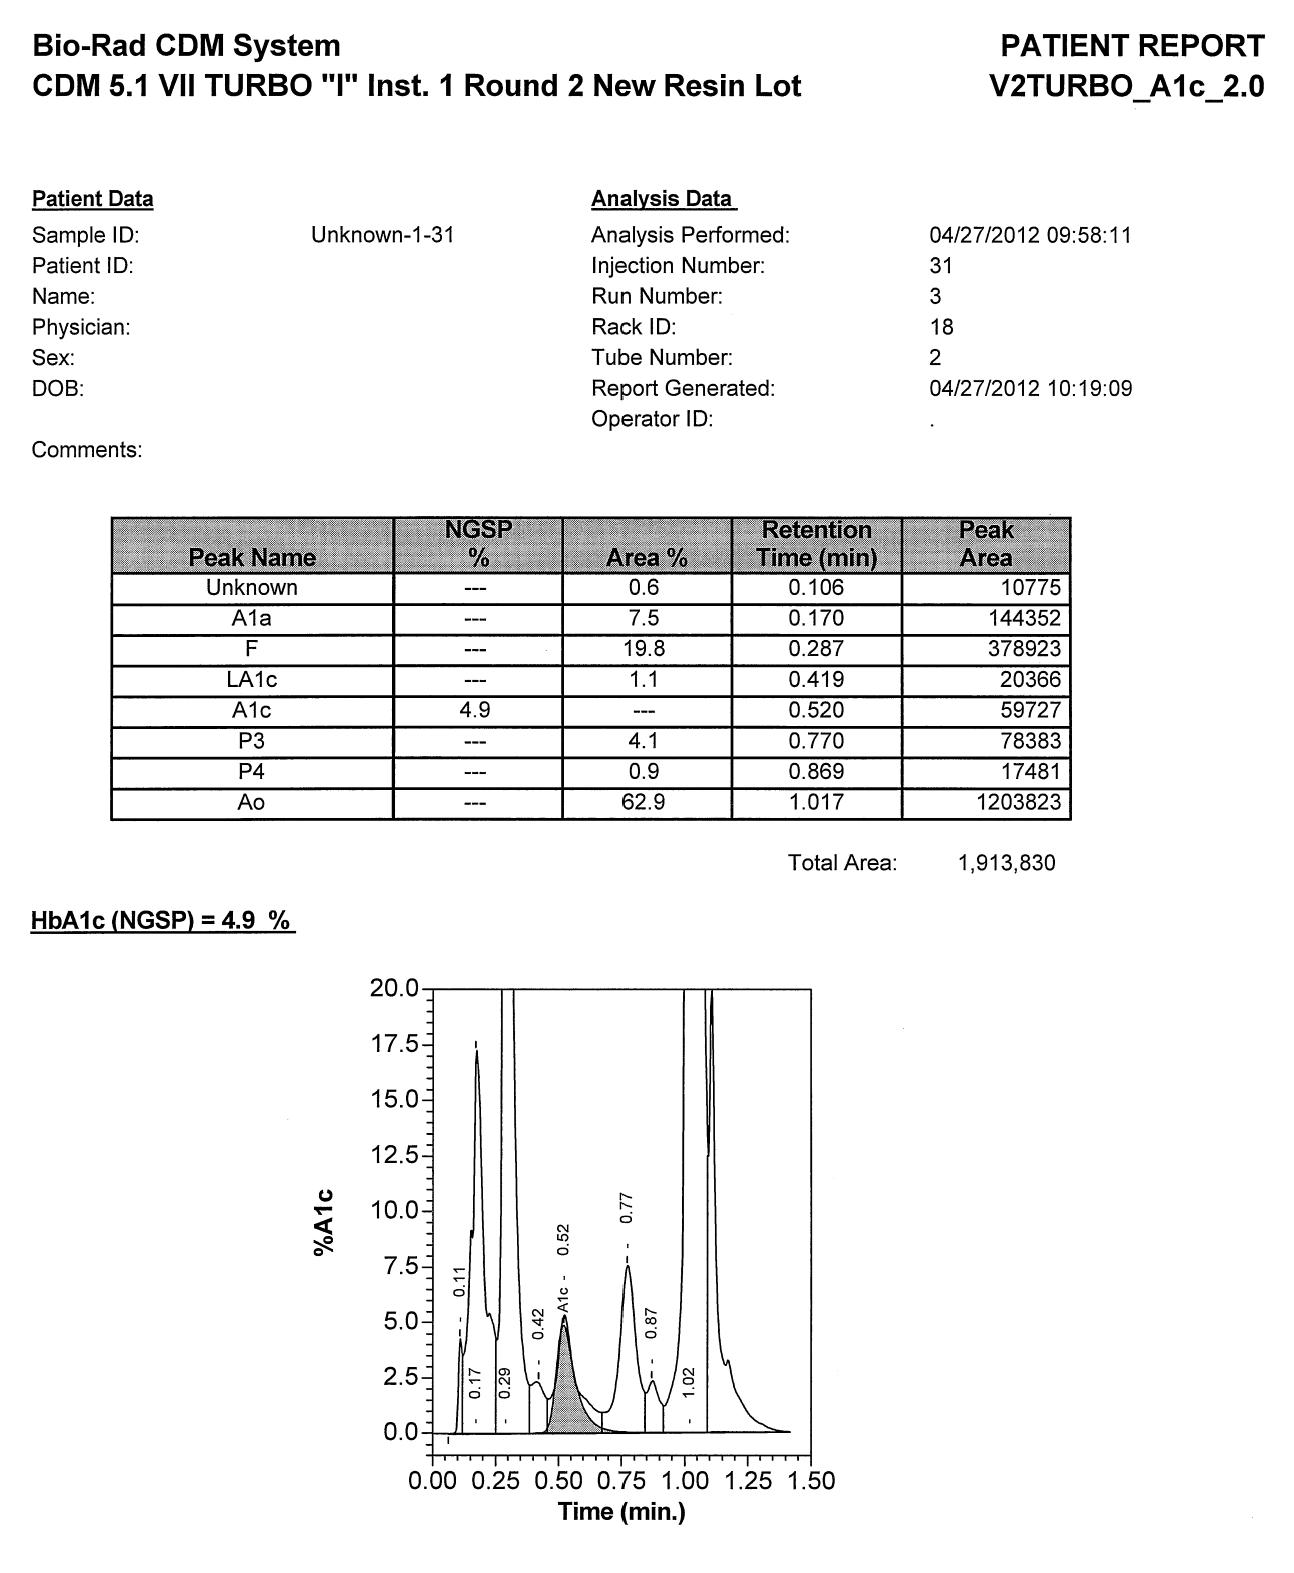 Bio-Rad CDM System
PATIENT REPORT
CDM 5.1 VII TURBO "I" Inst. 1 Round 2 New Resin Lot
V2TURBO_A1c_2.0
Patient Data
Analysis Data
Sample ID: Unknown-1-31
Analysis Performed: 04/27/2012 09:58:11
Patient ID:
Injection Number: 31
Name:
Run Number: 3
Physician:
Rack ID: 18
Sex:
Tube Number: 2
DOB:
Report Generated: 04/27/2012 10:19:09
Operator ID: .
Comments:
Peak Name NGSP % Area % Retention Time (min) Peak Area
Unknown --- 0.6 0.106 10775
A1a --- 7.5 0.170 144352
F --- 19.8 0.287 378923
LA1c --- 1.1 0.419 20366
A1c 4.9 --- 0.520 59727
P3 --- 4.1 0.770 78383
P4 --- 0.9 0.869 17481
Ao --- 62.9 1.017 1203823
Total Area: 1,913,830
HbA1c (NGSP) = 4.9 %
20.0
17.5
15.0
12.5
10.0
7.5
5.0
2.5
0.0
%A1c
0.11
0.17
0.29
0.42
A1c - 0.52
0.77
0.87
1.02
0.00 0.25 0.50 0.75 1.00 1.25 1.50
Time (min.)